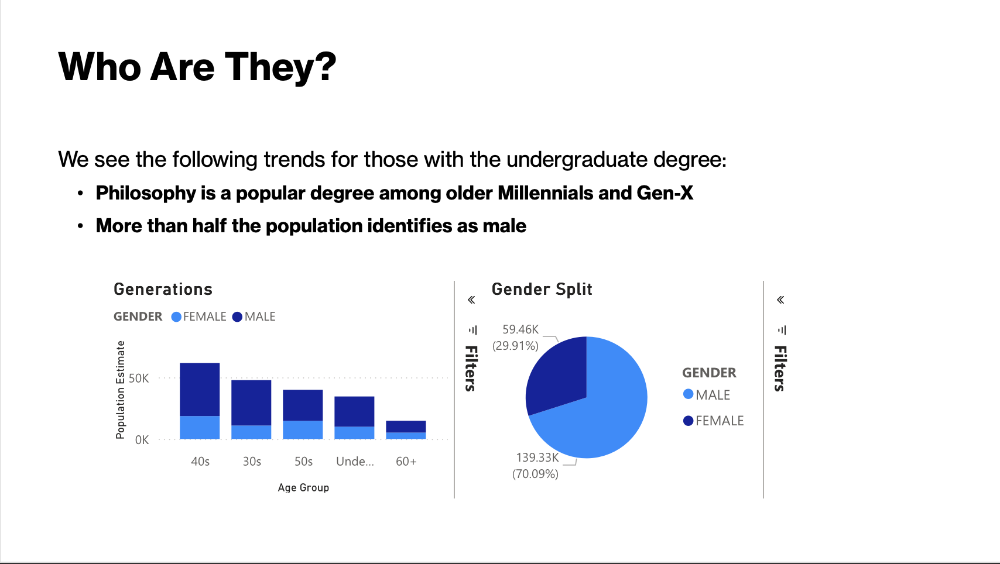 Who Are They?
We see the following trends for those with the undergraduate degree:
• Philosophy is a popular degree among older Millennials and Gen-X
• More than half the population identifies as male
Generations
GENDER FEMALE MALE
Population Estimate
50K
0K
40s 30s 50s Unde... 60+
Age Group
Filters
Gender Split
59.46K
(29.91%)
139.33K
(70.09%)
GENDER
MALE
FEMALE
Filters